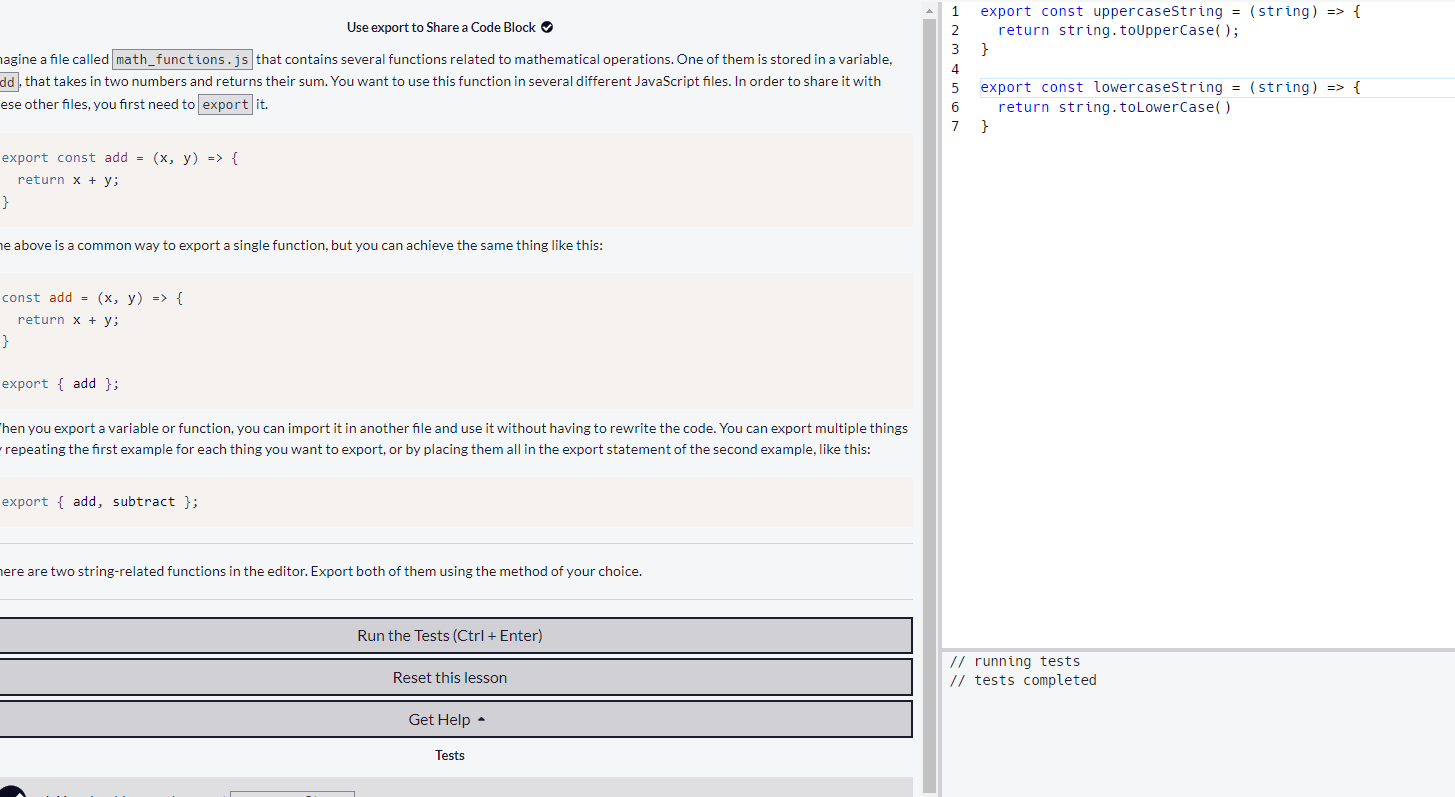 Use export to Share a Code Block
nagine a file called math_functions.js that contains several functions related to mathematical operations. One of them is stored in a variable,
dd, that takes in two numbers and returns their sum. You want to use this function in several different JavaScript files. In order to share it with
ese other files, you first need to export it.
export const add = (x, y) => {
  return x + y;
}
e above is a common way to export a single function, but you can achieve the same thing like this:
const add = (x, y) => {
  return x + y;
}
export { add };
hen you export a variable or function, you can import it in another file and use it without having to rewrite the code. You can export multiple things
repeating the first example for each thing you want to export, or by placing them all in the export statement of the second example, like this:
export { add, subtract };
ere are two string-related functions in the editor. Export both of them using the method of your choice.
Run the Tests (Ctrl + Enter)
Reset this lesson
Get Help
Tests
1 export const uppercaseString = (string) => {
2   return string.toUpperCase();
3 }
4
5 export const lowercaseString = (string) => {
6   return string.toLowerCase()
7 }
// running tests
// tests completed